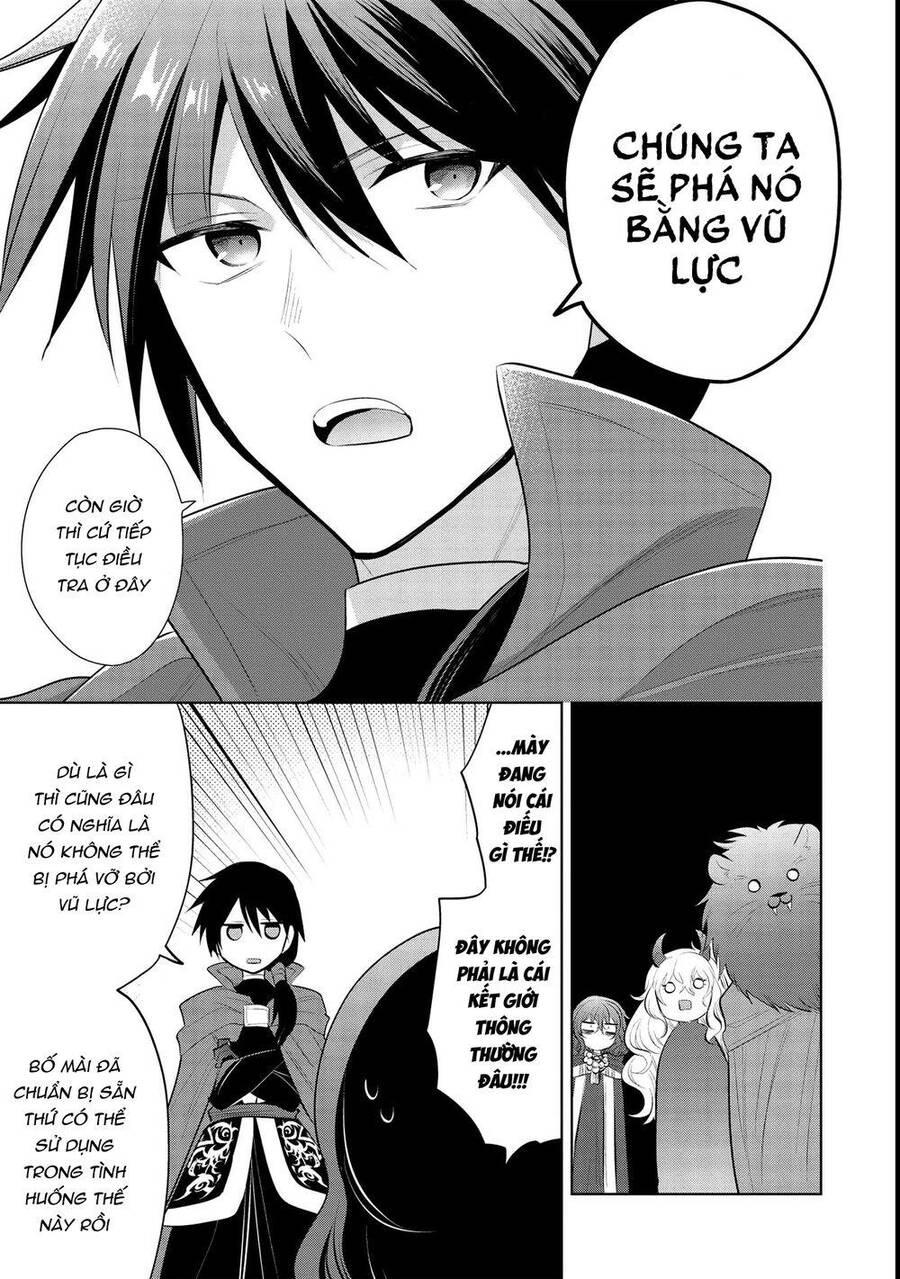 CHÚNG TA
SẼ PHÁ NÓ
BẰNG VŨ
LỰC
CÒN GIỜ
THÌ CỨ TIẾP
TỤC ĐIỀU
TRA Ở ĐÂY
...MÀY
ĐANG
NÓI CÁI
ĐIỀU
GÌ THẾ!?
ĐÂY KHÔNG
PHẢI LÀ CÁI
KẾT GIỚI
THÔNG
THƯỜNG
ĐÂU!!!
DÙ LÀ GÌ
THÌ CŨNG ĐÂU
CÓ NGHĨA LÀ
NÓ KHÔNG THỂ
BỊ PHÁ VỠ BỞI
VŨ LỰC?
BỐ MÀI ĐÃ
CHUẨN BỊ SẴN
THỨ CÓ THỂ
SỬ DỤNG
TRONG TÌNH
HUỐNG THẾ
NÀY RỒI